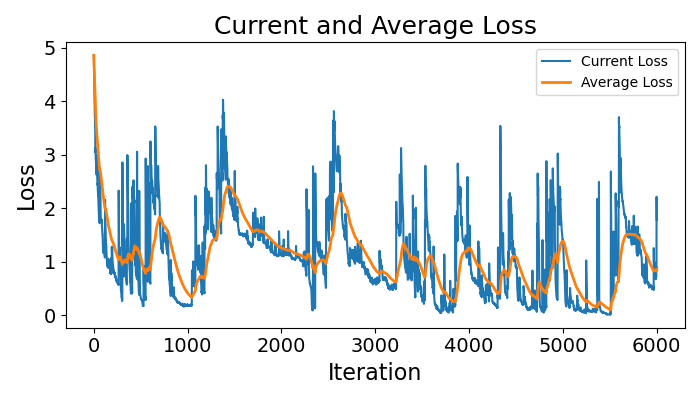 Current and Average Loss
Current Loss
Average Loss
Loss
5
4
3
2
1
0
0 1000 2000 3000 4000 5000 6000
Iteration